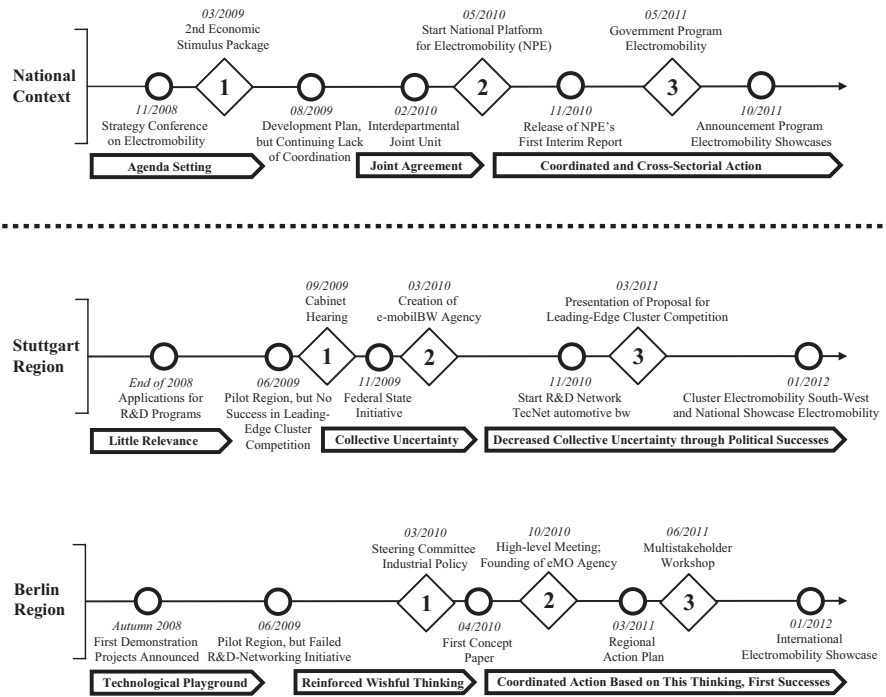 03/2009
2nd Economic
Stimulus Package
05/2010
Start National Platform
for Electromobility (NPE)
05/2011
Government Program
Electromobility
National
Context
1
2
3
11/2008
Strategy Conference
on Electromobility
08/2009
Development Plan,
but Continuing Lack
of Coordination
02/2010
Interdepartmental
Joint Unit
11/2010
Release of NPE's
First Interim Report
10/2011
Announcement Program
Electromobility Showcases
Agenda Setting
Joint Agreement
Coordinated and Cross-Sectorial Action
09/2009
Cabinet
Hearing
03/2010
Creation of
e-mobilBW Agency
03/2011
Presentation of Proposal for
Leading-Edge Cluster Competition
Stuttgart
Region
1
2
3
End of 2008
Applications for
R&D Programs
06/2009
Pilot Region, but No
Success in Leading-
Edge Cluster
Competition
11/2009
Federal State
Initiative
11/2010
Start R&D Network
TecNet automotive bw
01/2012
Cluster Electromobility South-West
and National Showcase Electromobility
Little Relevance
Collective Uncertainty
Decreased Collective Uncertainty through Political Successes
03/2010
Steering Committee
Industrial Policy
10/2010
High-level Meeting;
Founding of eMO Agency
06/2011
Multistakeholder
Workshop
Berlin
Region
1
2
3
Autumn 2008
First Demonstration
Projects Announced
06/2009
Pilot Region, but Failed
R&D-Networking Initiative
04/2010
First Concept
Paper
03/2011
Regional
Action Plan
01/2012
International
Electromobility Showcase
Technological Playground
Reinforced Wishful Thinking
Coordinated Action Based on This Thinking, First Successes